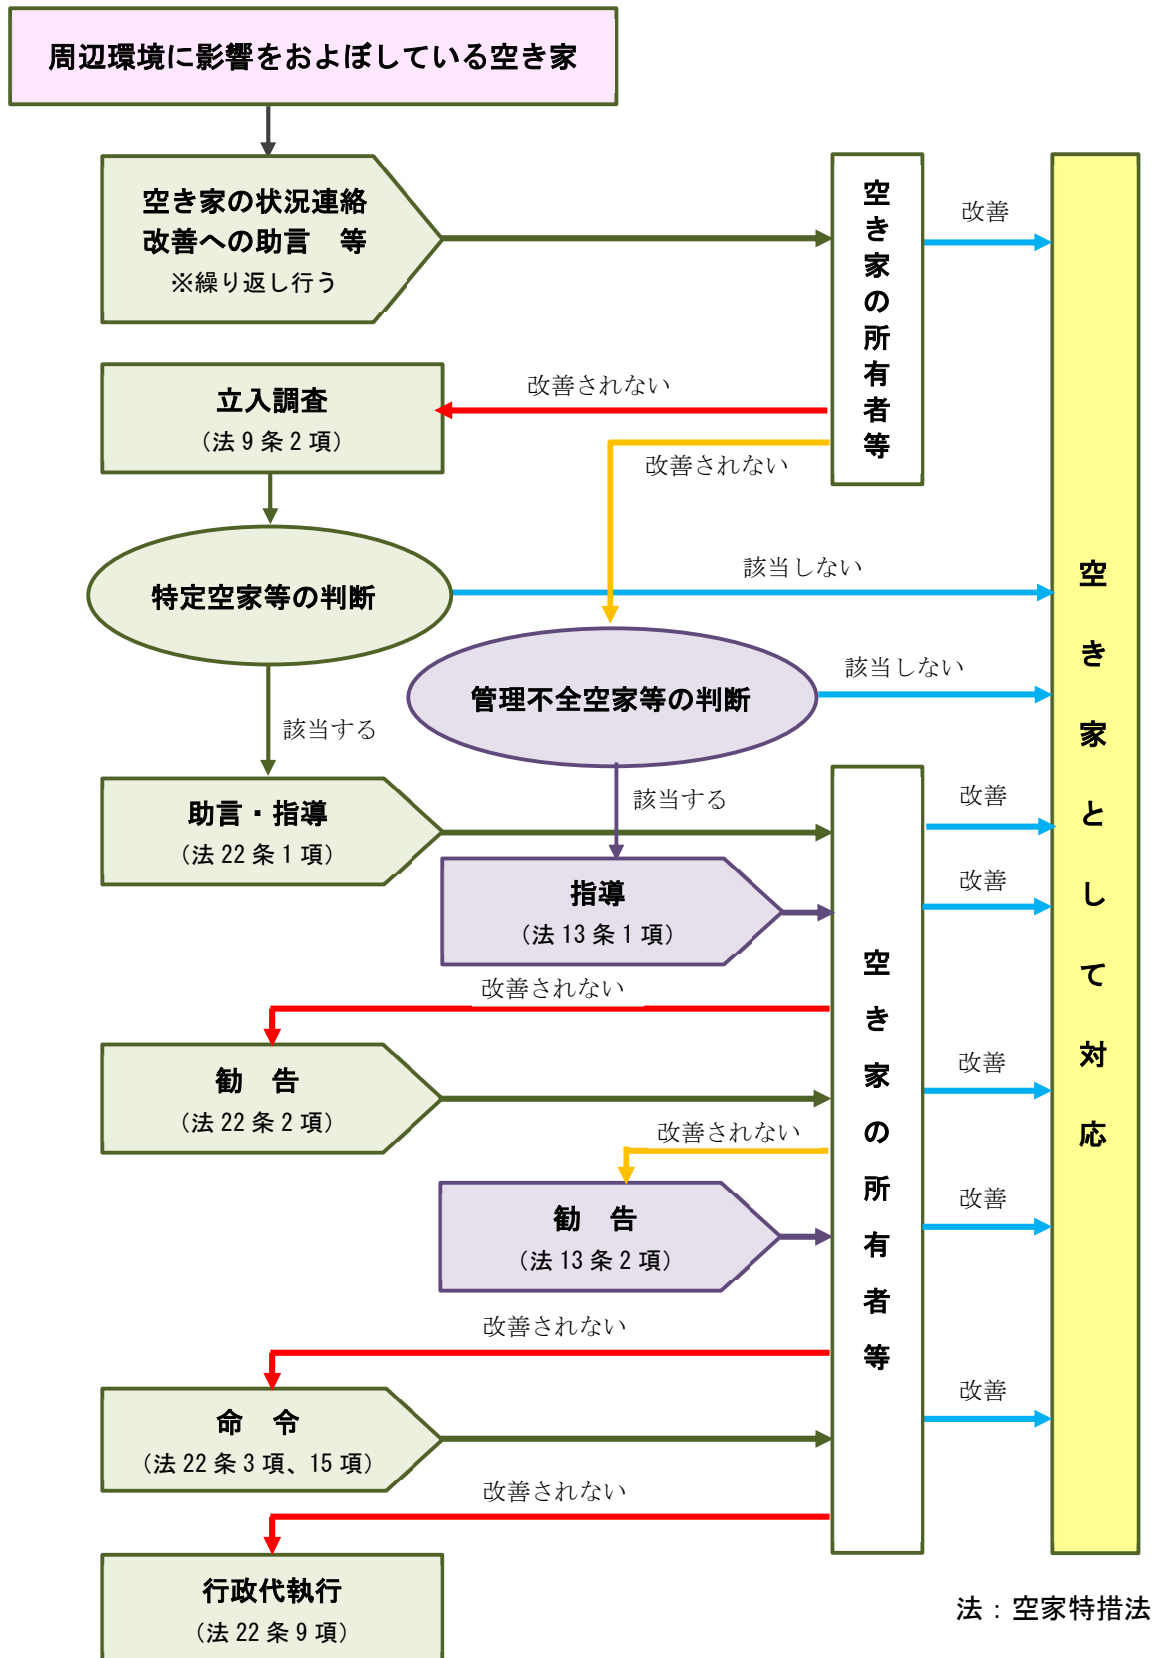 周辺環境に影響をおよぼしている空き家
空き家の状況連絡
改善への助言　等
※繰り返し行う
空き家の所有者等
改善
改善されない
立入調査
（法 9 条 2 項）
改善されない
特定空家等の判断
該当しない
管理不全空家等の判断
該当しない
該当する
該当する
助言・指導
（法 22 条 1 項）
改善
指導
（法 13 条 1 項）
改善
空き家の所有者等
空き家として対応
改善されない
勧　告
（法 22 条 2 項）
改善
改善されない
勧　告
（法 13 条 2 項）
改善
改善されない
命　令
（法 22 条 3 項、15 項）
改善
改善されない
行政代執行
（法 22 条 9 項）
法：空家特措法